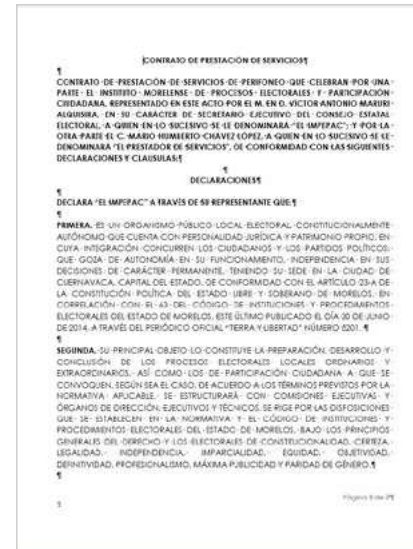 CONTRATO DE PRESTACIÓN DE SERVICIOS¶
¶
CONTRATO·DE·PRESTACIÓN·DE·SERVICIOS·DE·PERIFONEO·QUE·CELEBRAN·POR·UNA·
PARTE·EL·INSTITUTO·MORELENSE·DE·PROCESOS·ELECTORALES·Y·PARTICIPACIÓN·
CIUDADANA, REPRESENTADO EN ESTE ACTO POR EL M. EN D. VÍCTOR ANTONIO MARURI
ALQUISIRA, EN SU CARÁCTER DE SECRETARIO EJECUTIVO DEL CONSEJO ESTATAL
ELECTORAL, A QUIEN EN LO SUCESIVO SE LE DENOMINARÁ "EL IMPEPAC"; Y POR LA
OTRA PARTE EL C. MARIO HUMBERTO CHAVEZ LÓPEZ, A QUIEN EN LO SUCESIVO SE LE
DENOMINARA "EL PRESTADOR DE SERVICIOS", DE CONFORMIDAD CON LAS SIGUIENTES
DECLARACIONES Y CLAUSULAS:¶
¶
DECLARACIONES¶
¶
DECLARA "EL IMPEPAC" A TRAVÉS DE SU REPRESENTANTE QUE:¶
¶
PRIMERA. ES UN ORGANISMO PÚBLICO LOCAL ELECTORAL, CONSTITUCIONALMENTE
AUTÓNOMO QUE CUENTA CON PERSONALIDAD JURÍDICA Y PATRIMONIO PROPIO, EN
CUYA INTEGRACIÓN CONCURREN LOS CIUDADANOS Y LOS PARTIDOS POLÍTICOS;
QUE GOZA DE AUTONOMÍA EN SU FUNCIONAMIENTO, INDEPENDENCIA EN SUS
DECISIONES DE CARÁCTER PERMANENTE, TENIENDO SU SEDE EN LA CIUDAD DE
CUERNAVACA, CAPITAL DEL ESTADO, DE CONFORMIDAD CON EL ARTÍCULO 23-A DE
LA CONSTITUCIÓN POLÍTICA DEL ESTADO LIBRE Y SOBERANO DE MORELOS, EN
CORRELACIÓN CON EL 63 DEL CÓDIGO DE INSTITUCIONES Y PROCEDIMIENTOS
ELECTORALES DEL ESTADO DE MORELOS, ESTE ÚLTIMO PUBLICADO EL DÍA 30 DE JUNIO
DE 2014, A TRAVÉS DEL PERIÓDICO OFICIAL "TIERRA Y LIBERTAD" NÚMERO 5201. ¶
¶
SEGUNDA. SU PRINCIPAL OBJETO LO CONSTITUYE LA PREPARACIÓN, DESARROLLO Y
CONCLUSIÓN DE LOS PROCESOS ELECTORALES LOCALES ORDINARIOS Y
EXTRAORDINARIOS, ASÍ COMO LOS DE PARTICIPACIÓN CIUDADANA A QUE SE
CONVOQUEN, SEGÚN SEA EL CASO, DE ACUERDO A LOS TÉRMINOS PREVISTOS POR LA
NORMATIVA APLICABLE, SE ESTRUCTURARÁ CON COMISIONES EJECUTIVAS Y
ÓRGANOS DE DIRECCIÓN, EJECUTIVOS Y TÉCNICOS. SE RIGE POR LAS DISPOSICIONES
QUE SE ESTABLECEN EN LA NORMATIVA Y EL CÓDIGO DE INSTITUCIONES Y
PROCEDIMIENTOS ELECTORALES DEL ESTADO DE MORELOS, BAJO LOS PRINCIPIOS
GENERALES DEL DERECHO Y LOS ELECTORALES DE CONSTITUCIONALIDAD, CERTEZA,
LEGALIDAD, INDEPENDENCIA, IMPARCIALIDAD, EQUIDAD, OBJETIVIDAD,
DEFINITIVIDAD, PROFESIONALISMO, MÁXIMA PUBLICIDAD Y PARIDAD DE GÉNERO.¶
¶
Página